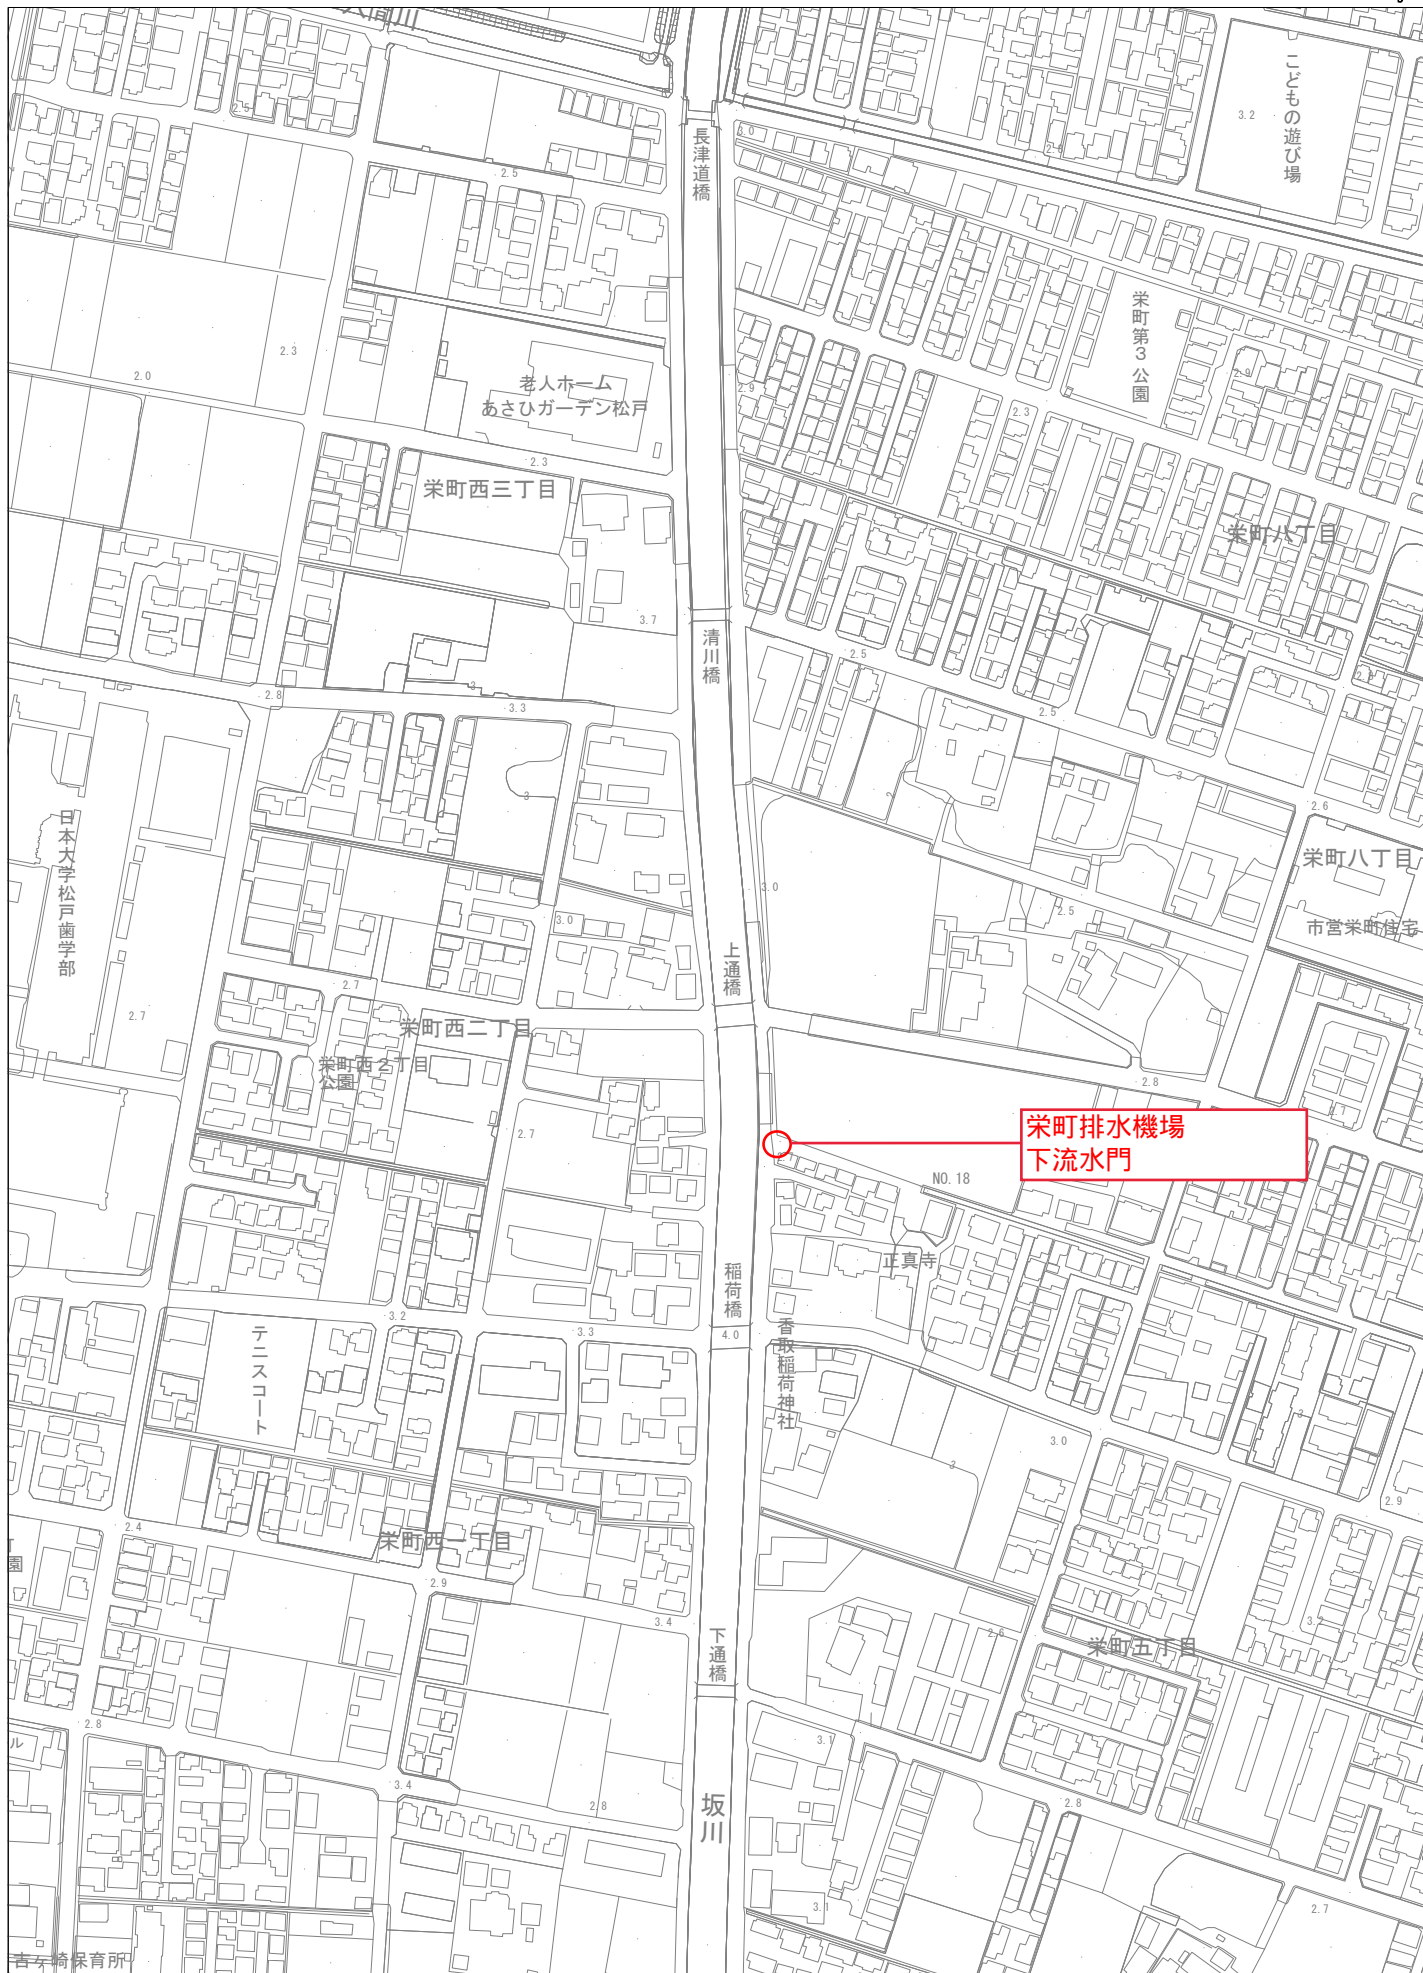 2.5
長津道橋
3.0
こどもの遊び場
3.2
2.5
栄町第3公園
2.3
2.0
老人ホーム
あさひガーデン松戸
2.9
2.3
2.9
2.3
栄町西三丁目
栄町八丁目
3.7
清川橋
2.5
2.8
2.8
3.3
2.5
3
3
2.6
日本大学松戸歯学部
栄町八丁目
3.0
3.0
2.5
市営栄町住宅
上通橋
2.7
2.7
栄町西二丁目
栄町西2丁目
公園
2.8
2.7
2.7
栄町排水機場
下流水門
NO.18
正真寺
稲荷橋
香取稲荷神社
3.2
3.3
4.0
テニスコート
3.0
3
2.9
2.4
栄町西一丁目
2.9
3.4
3.2
下通橋
2.6
栄町五丁目
2.8
ル
3.1
3.4
2.8
坂川
2.8
3.1
2.7
古ヶ崎保育所